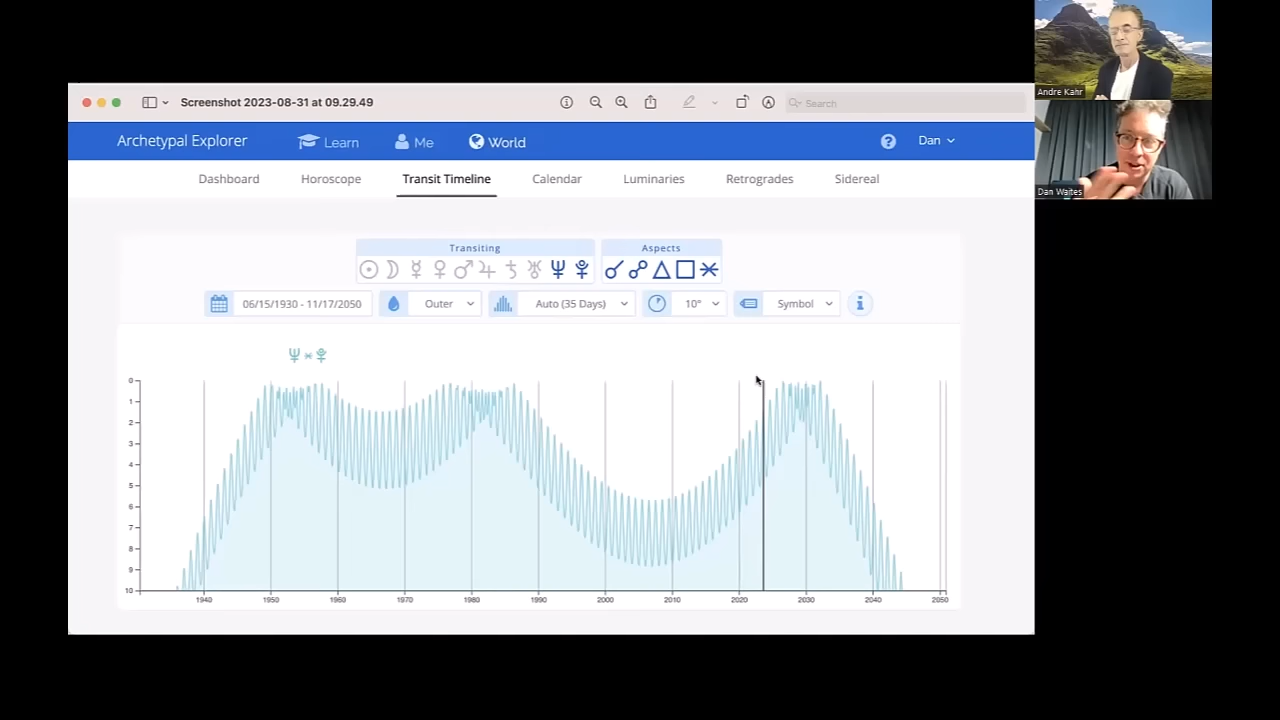 Andre Kahr
Screenshot 2023-08-31 at 09.29.49
Search
Archetypal Explorer Learn Me World ? Dan
Dan Waites
Dashboard Horoscope Transit Timeline Calendar Luminaries Retrogrades Sidereal
Transiting Aspects
☉ ☽ ☿ ♀ ♂ ♃ ♄ ♅ ♆ ⯓ ☌ ☍ △ □ ⚹
06/15/1930 - 11/17/2050 Outer Auto (35 Days) 10° Symbol i
♆ ⚹ ⯓
0
1
2
3
4
5
6
7
8
9
10
1940 1950 1960 1970 1980 1990 2000 2010 2020 2030 2040 2050